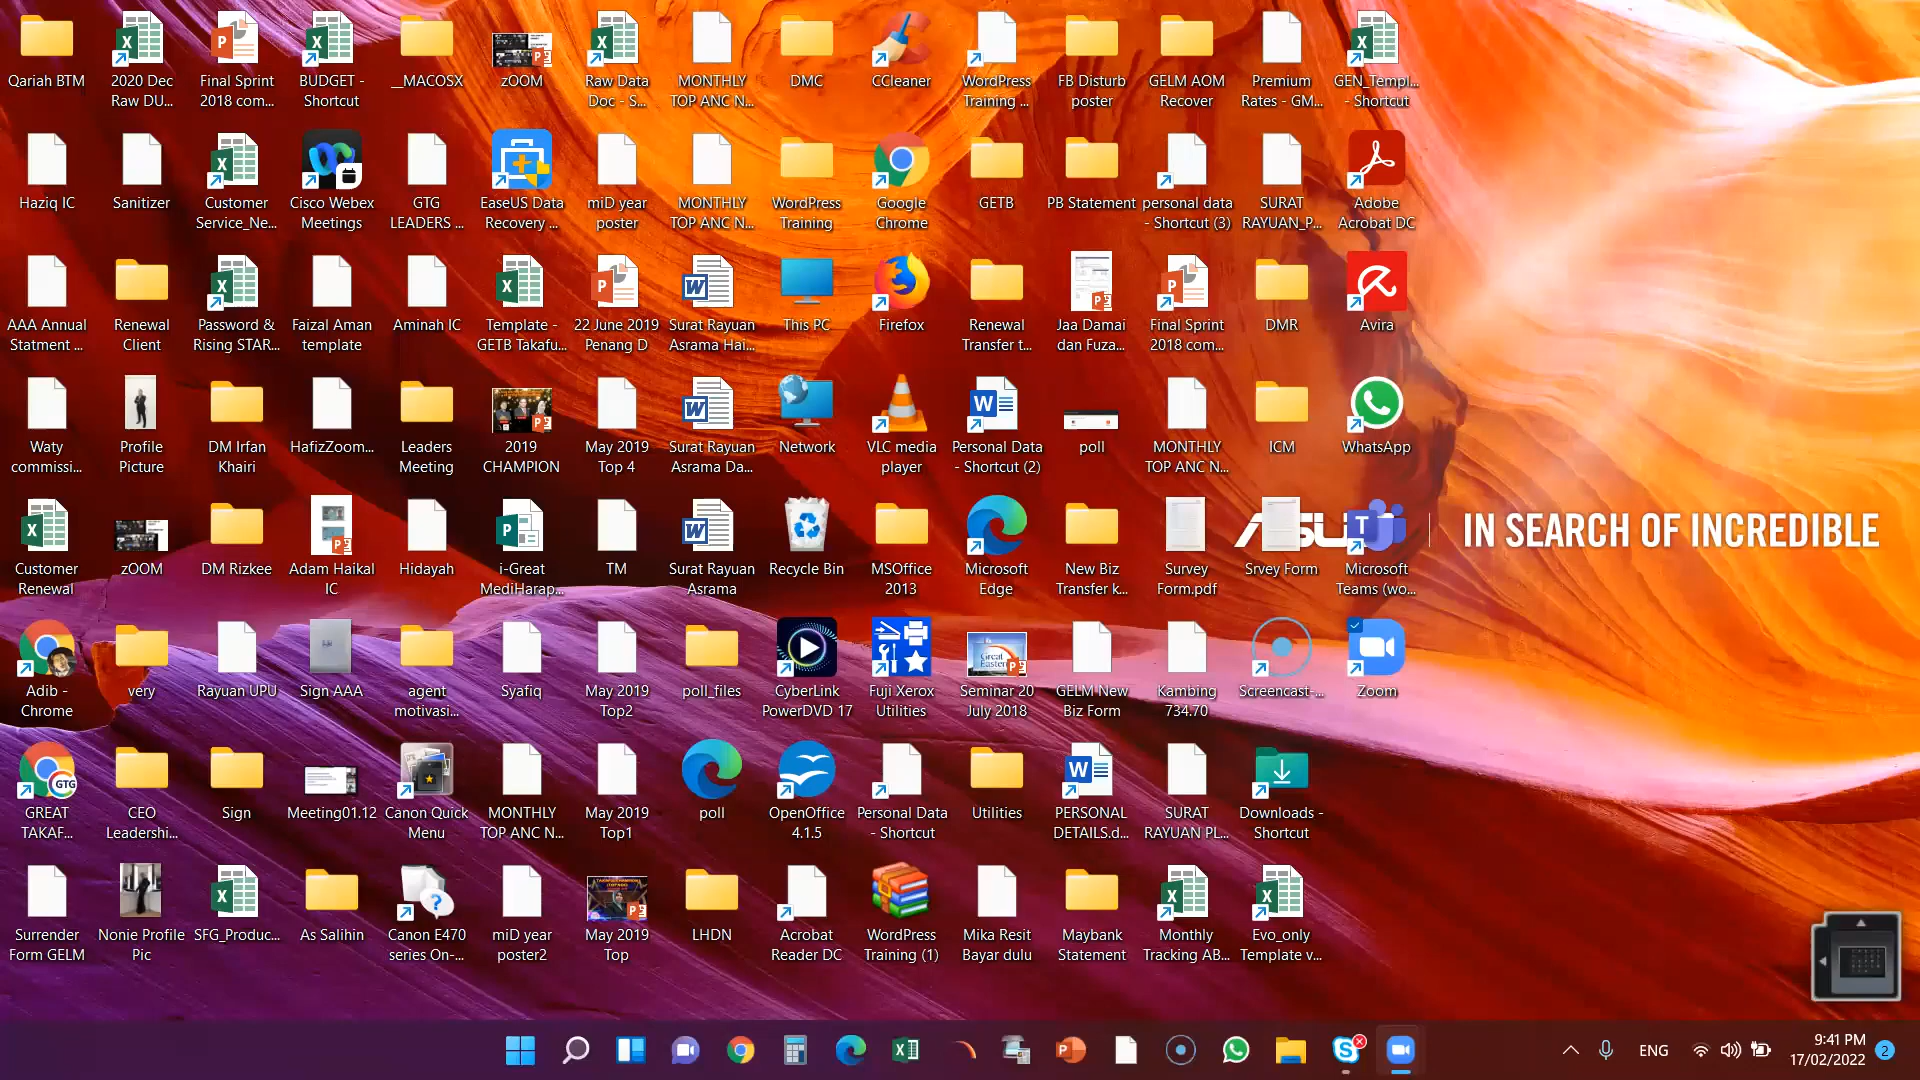 Qariah BTM
2020 Dec
Raw DU...
Final Sprint
2018 com...
BUDGET -
Shortcut
__MACOSX
zOOM
Raw Data
Doc - S...
MONTHLY
TOP ANC N...
DMC
CCleaner
WordPress
Training ...
FB Disturb
poster
GELM AOM
Recover
Premium
Rates - GM...
GEN_Templ...
- Shortcut
Haziq IC
Sanitizer
Customer
Service_Ne...
Cisco Webex
Meetings
GTG
LEADERS ...
EaseUS Data
Recovery ...
miD year
poster
MONTHLY
TOP ANC N...
WordPress
Training
Google
Chrome
GETB
PB Statement
personal data
- Shortcut (3)
SURAT
RAYUAN_P...
Adobe
Acrobat DC
AAA Annual
Statment ...
Renewal
Client
Password &
Rising STAR...
Faizal Aman
template
Aminah IC
Template -
GETB Takafu...
22 June 2019
Penang D
Surat Rayuan
Asrama Hai...
This PC
Firefox
Renewal
Transfer t...
Jaa Damai
dan Fuza...
Final Sprint
2018 com...
DMR
Avira
Waty
commissi...
Profile
Picture
DM Irfan
Khairi
HafizZoom...
Leaders
Meeting
2019
CHAMPION
May 2019
Top 4
Surat Rayuan
Asrama Da...
Network
VLC media
player
Personal Data
- Shortcut (2)
poll
MONTHLY
TOP ANC N...
ICM
WhatsApp
Customer
Renewal
zOOM
DM Rizkee
Adam Haikal
IC
Hidayah
i-Great
MediHarap...
TM
Surat Rayuan
Asrama
Recycle Bin
MSOffice
2013
Microsoft
Edge
New Biz
Transfer k...
Survey
Form.pdf
Srvey Form
Microsoft
Teams (wo...
IN SEARCH OF INCREDIBLE
Adib -
Chrome
very
Rayuan UPU
Sign AAA
agent
motivasi...
Syafiq
May 2019
Top2
poll_files
CyberLink
PowerDVD 17
Fuji Xerox
Utilities
Great
Eastern
Seminar 20
July 2018
GELM New
Biz Form
Kambing
734.70
Screencast-...
Zoom
GTG
GREAT
TAKAF...
CEO
Leadershi...
Sign
Meeting01.12
Canon Quick
Menu
MONTHLY
TOP ANC N...
May 2019
Top1
poll
OpenOffice
4.1.5
Personal Data
- Shortcut
Utilities
PERSONAL
DETAILS.d...
SURAT
RAYUAN PL...
Downloads -
Shortcut
Surrender
Form GELM
Nonie Profile
Pic
SFG_Produc...
As Salihin
Canon E470
series On-...
miD year
poster2
May 2019
Top
LHDN
Acrobat
Reader DC
WordPress
Training (1)
Mika Resit
Bayar dulu
Maybank
Statement
Monthly
Tracking AB...
Evo_only
Template v...
ENG
9:41 PM
17/02/2022
2